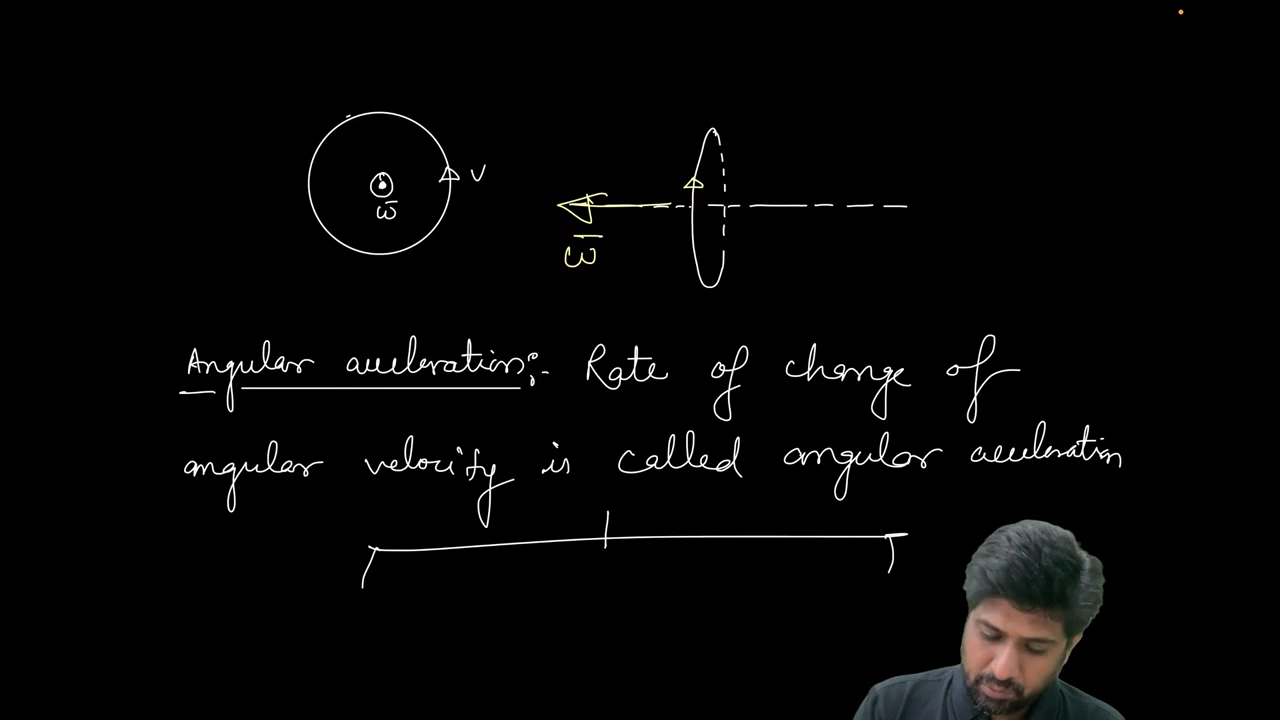 v
ω̄
ω̄
Angular acceleration:- Rate of change of
angular velocity is called angular acceleration